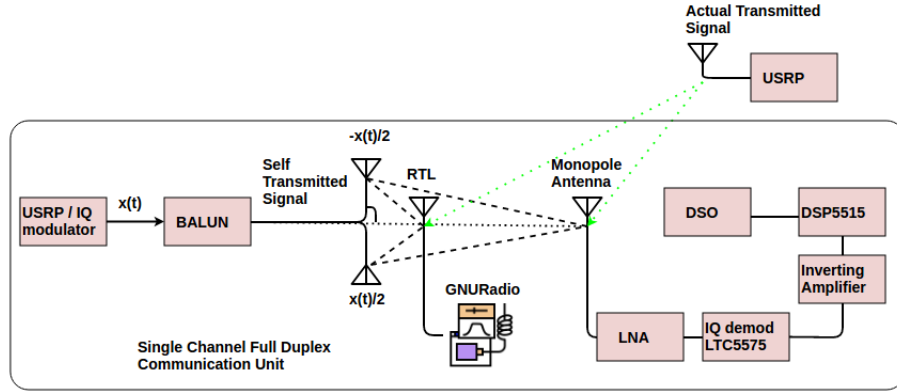 Actual Transmitted
Signal
USRP
-x(t)/2
Self
Transmitted
Signal
RTL
Monopole
Antenna
x(t)
USRP / IQ
modulator
BALUN
DSO
DSP5515
x(t)/2
GNURadio
Inverting
Amplifier
LNA
IQ demod
LTC5575
Single Channel Full Duplex
Communication Unit